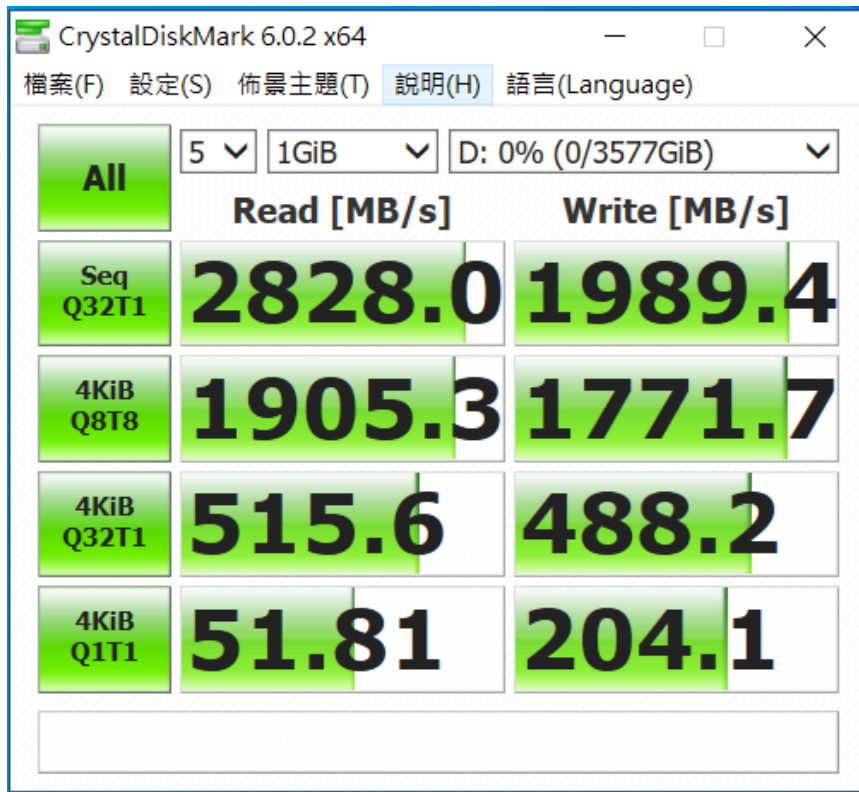 CrystalDiskMark 6.0.2 x64
檔案(F) 設定(S) 佈景主題(T) 說明(H) 語言(Language)
All 5 1GiB D: 0% (0/3577GiB)
Read [MB/s] Write [MB/s]
Seq
Q32T1 2828.0 1989.4
4KiB
Q8T8 1905.3 1771.7
4KiB
Q32T1 515.6 488.2
4KiB
Q1T1 51.81 204.1